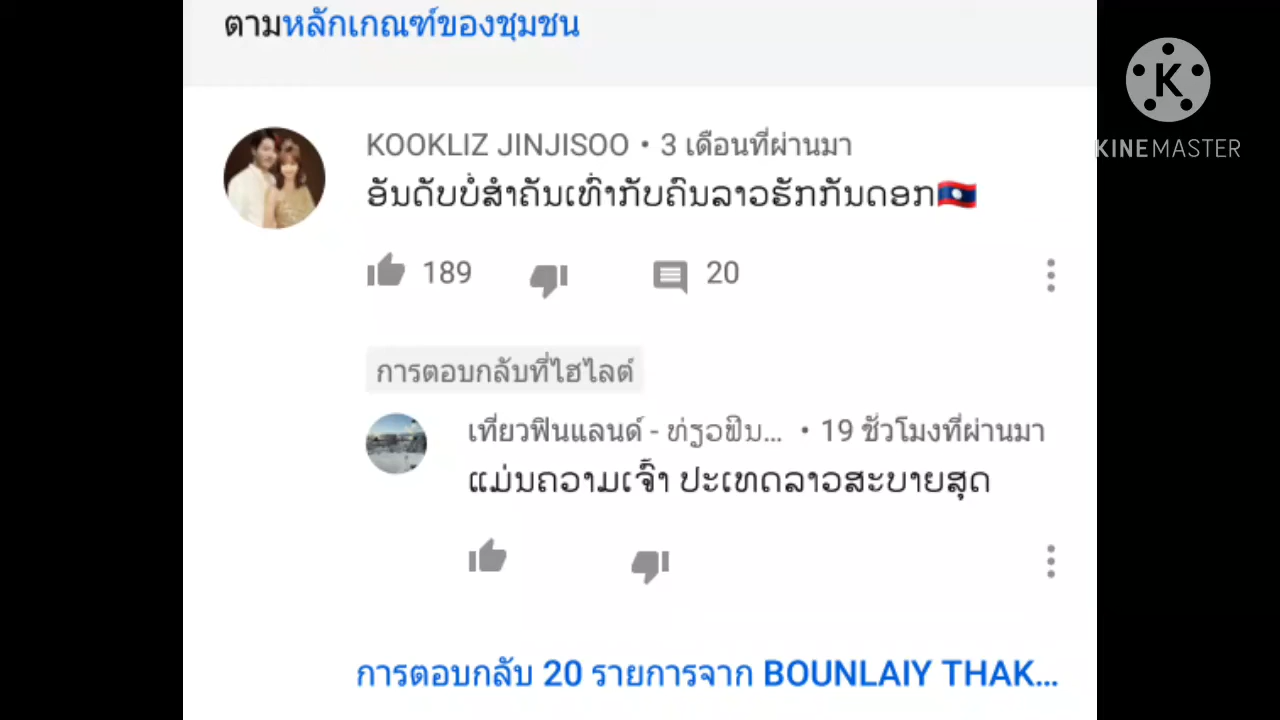 ตามหลักเกณฑ์ของชุมชน
KOOKLIZ JINJISOO • 3 เดือนที่ผ่านมา
ອັນດັບບໍ່ສຳຄັນເທົ່າກັບຄົນລາວຮັກກັນດອກ🇱🇦
189 20
การตอบกลับที่ไฮไลต์
เที่ยวฟินแลนด์ - ທ່ຽວຟິນ... • 19 ชั่วโมงที่ผ่านมา
ແມ່ນຄວາມເຈົ້າ ປະເທດລາວສະບາຍສຸດ
การตอบกลับ 20 รายการจาก BOUNLAIY THAK...
K
KINEMASTER